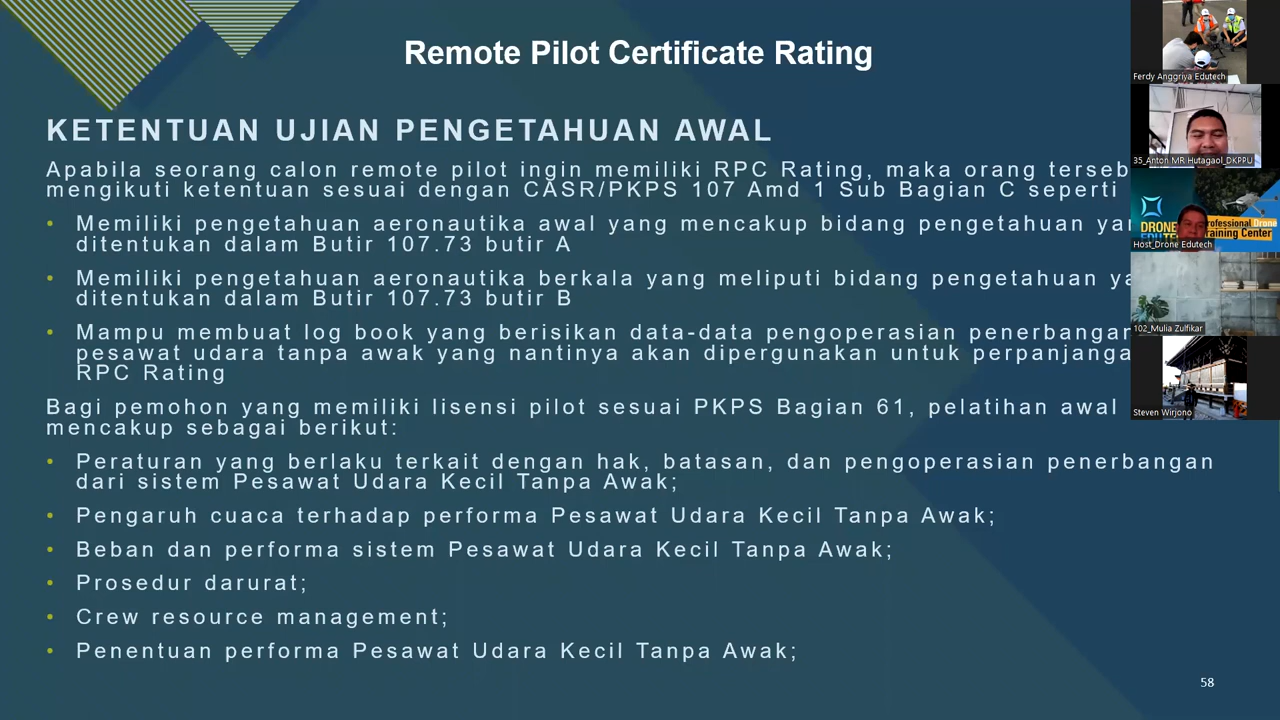 Remote Pilot Certificate Rating
KETENTUAN UJIAN PENGETAHUAN AWAL
Apabila seorang calon remote pilot ingin memiliki RPC Rating, maka orang terseb
mengikuti ketentuan sesuai dengan CASR/PKPS 107 Amd 1 Sub Bagian C seperti
• Memiliki pengetahuan aeronautika awal yang mencakup bidang pengetahuan
ditentukan dalam Butir 107.73 butir A
• Memiliki pengetahuan aeronautika berkala yang meliputi bidang pengetahuan
ditentukan dalam Butir 107.73 butir B
• Mampu membuat log book yang berisikan data-data pengoperasian penerbangan
pesawat udara tanpa awak yang nantinya akan dipergunakan untuk perpanjanga
RPC Rating
Bagi pemohon yang memiliki lisensi pilot sesuai PKPS Bagian 61, pelatihan awal
mencakup sebagai berikut:
• Peraturan yang berlaku terkait dengan hak, batasan, dan pengoperasian penerbangan
dari sistem Pesawat Udara Kecil Tanpa Awak;
• Pengaruh cuaca terhadap performa Pesawat Udara Kecil Tanpa Awak;
• Beban dan performa sistem Pesawat Udara Kecil Tanpa Awak;
• Prosedur darurat;
• Crew resource management;
• Penentuan performa Pesawat Udara Kecil Tanpa Awak;
58
Ferdy Anggriya Edutech
35_Anton MR Hutagaol_DKPPU
DRONE
rofessional Drone
Training Center
Host_Drone Edutech
102_Mulia Zulfikar
Steven Wirjono